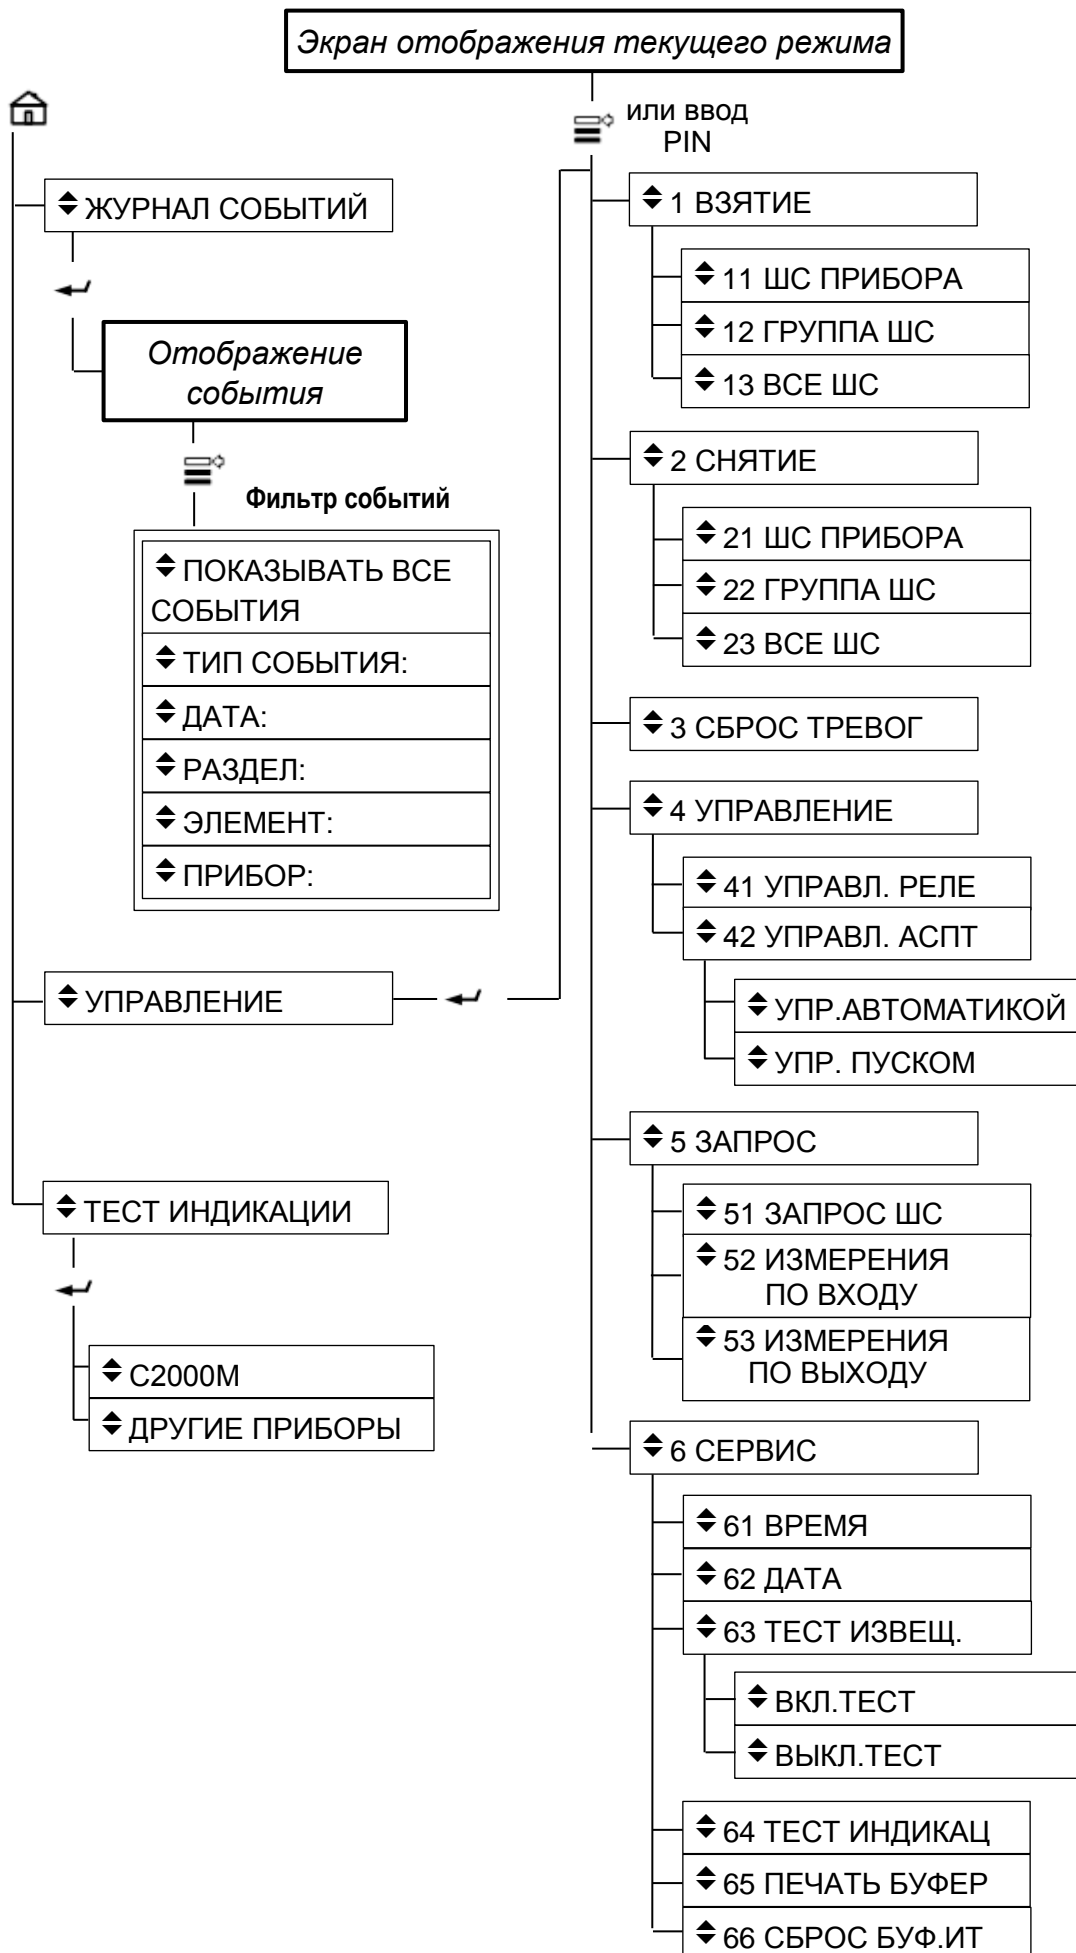 Экран отображения текущего режима
или ввод
PIN
ЖУРНАЛ СОБЫТИЙ
Отображение
события
Фильтр событий
ПОКАЗЫВАТЬ ВСЕ
СОБЫТИЯ
ТИП СОБЫТИЯ:
ДАТА:
РАЗДЕЛ:
ЭЛЕМЕНТ:
ПРИБОР:
УПРАВЛЕНИЕ
ТЕСТ ИНДИКАЦИИ
С2000М
ДРУГИЕ ПРИБОРЫ
1 ВЗЯТИЕ
11 ШС ПРИБОРА
12 ГРУППА ШС
13 ВСЕ ШС
2 СНЯТИЕ
21 ШС ПРИБОРА
22 ГРУППА ШС
23 ВСЕ ШС
3 СБРОС ТРЕВОГ
4 УПРАВЛЕНИЕ
41 УПРАВЛ. РЕЛЕ
42 УПРАВЛ. АСПТ
УПР.АВТОМАТИКОЙ
УПР. ПУСКОМ
5 ЗАПРОС
51 ЗАПРОС ШС
52 ИЗМЕРЕНИЯ
ПО ВХОДУ
53 ИЗМЕРЕНИЯ
ПО ВЫХОДУ
6 СЕРВИС
61 ВРЕМЯ
62 ДАТА
63 ТЕСТ ИЗВЕЩ.
ВКЛ.ТЕСТ
ВЫКЛ.ТЕСТ
64 ТЕСТ ИНДИКАЦ
65 ПЕЧАТЬ БУФЕР
66 СБРОС БУФ.ИТ